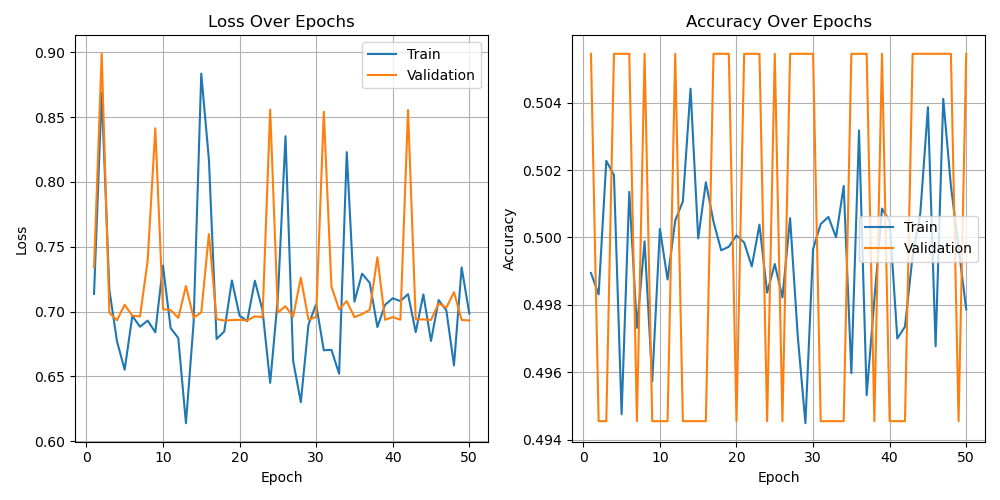 Loss Over Epochs
Loss
0.90
0.85
0.80
0.75
0.70
0.65
0.60
Train
Validation
0 10 20 30 40 50
Epoch
Accuracy Over Epochs
Accuracy
0.504
0.502
0.500
0.498
0.496
0.494
Train
Validation
0 10 20 30 40 50
Epoch